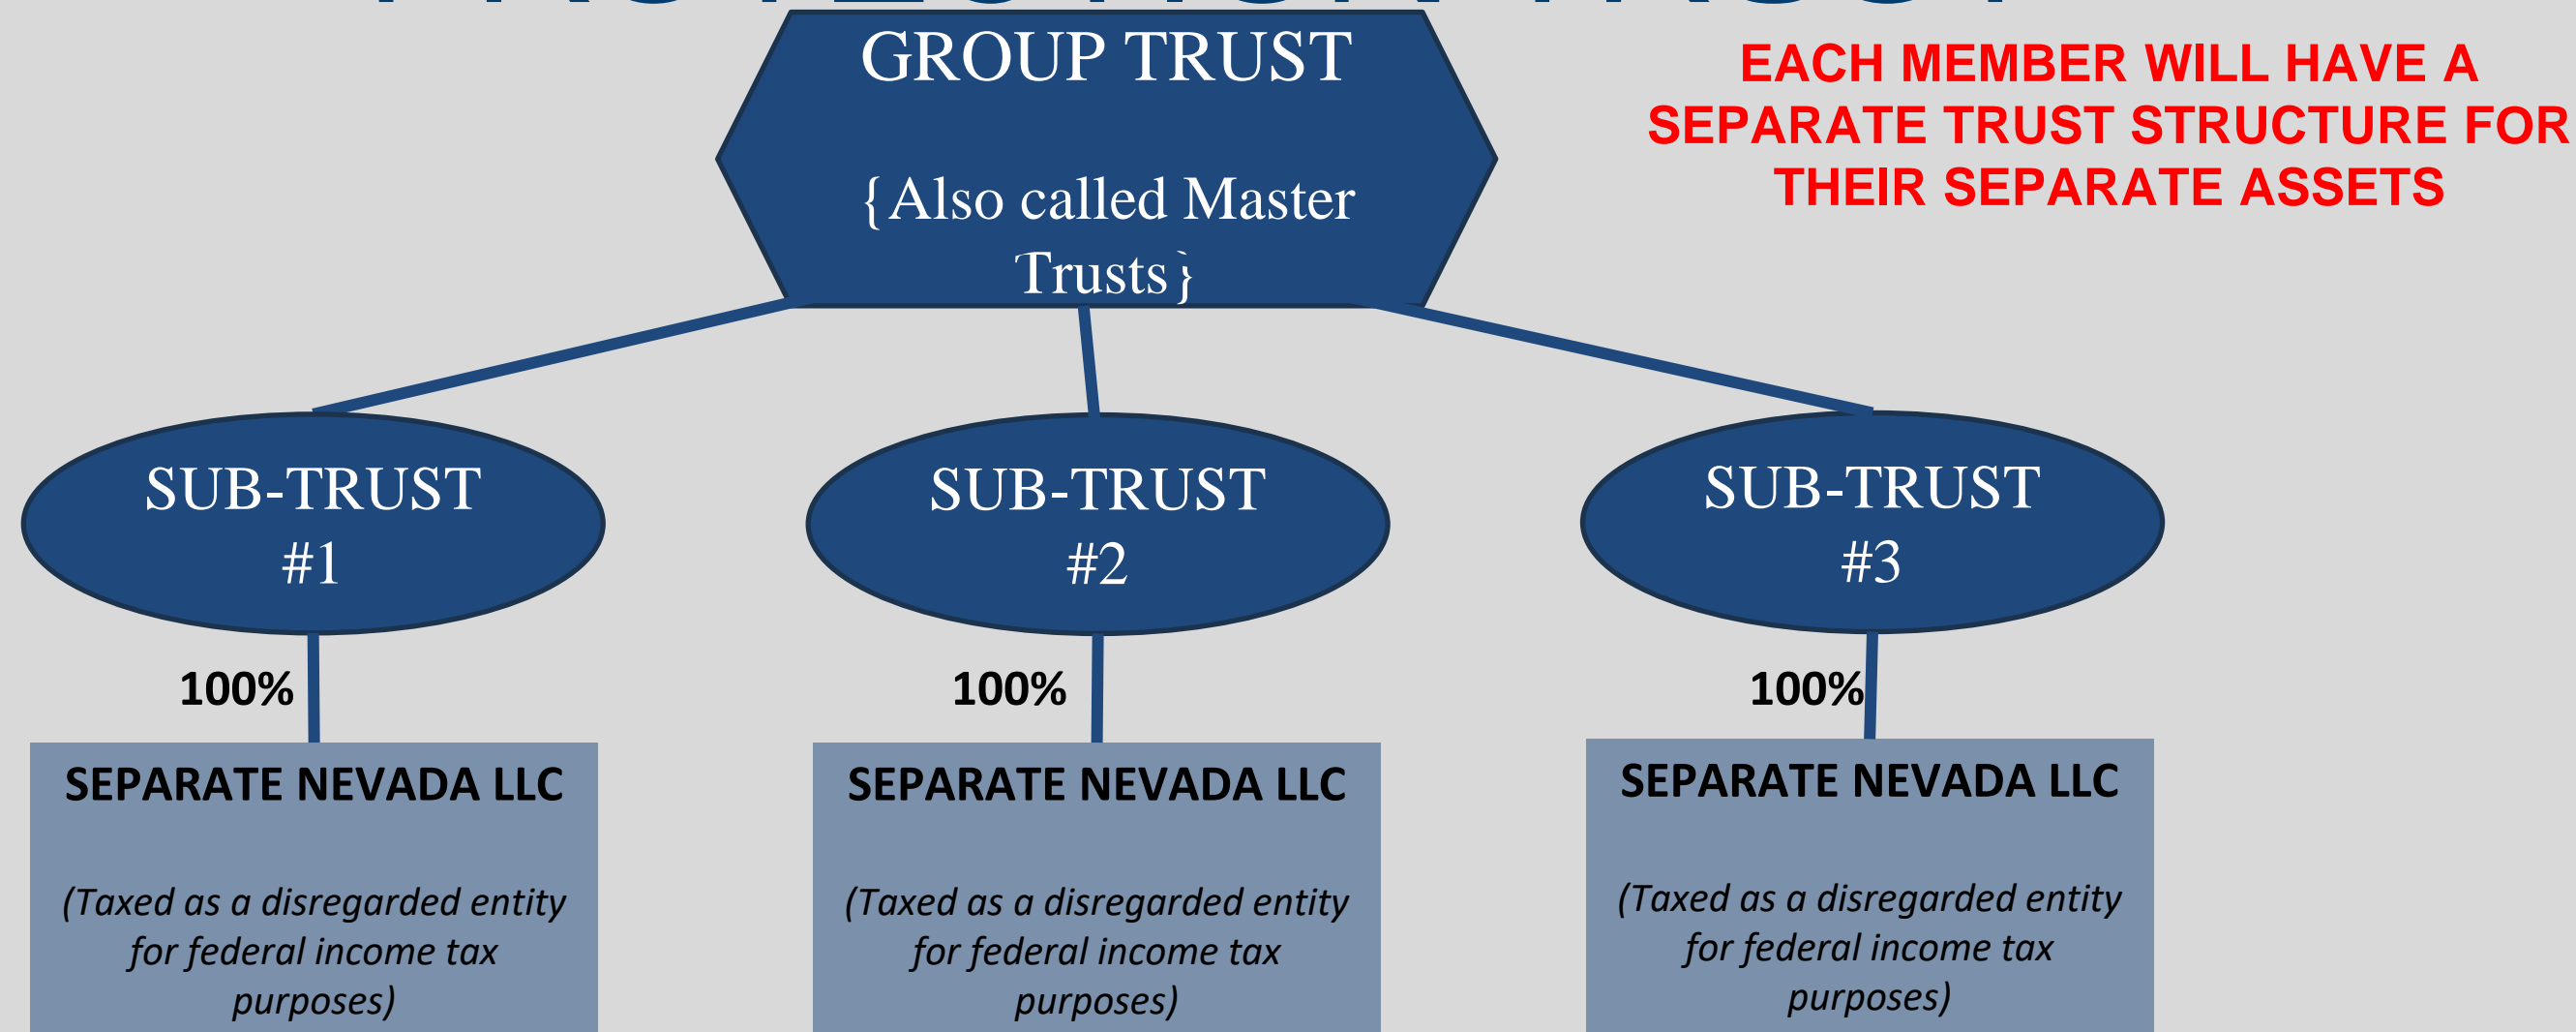 GROUP TRUST
{Also called Master
Trusts}
EACH MEMBER WILL HAVE A
SEPARATE TRUST STRUCTURE FOR
THEIR SEPARATE ASSETS
SUB-TRUST
#1
SUB-TRUST
#2
SUB-TRUST
#3
100%
100%
100%
SEPARATE NEVADA LLC
(Taxed as a disregarded entity
for federal income tax
purposes)
SEPARATE NEVADA LLC
(Taxed as a disregarded entity
for federal income tax
purposes)
SEPARATE NEVADA LLC
(Taxed as a disregarded entity
for federal income tax
purposes)